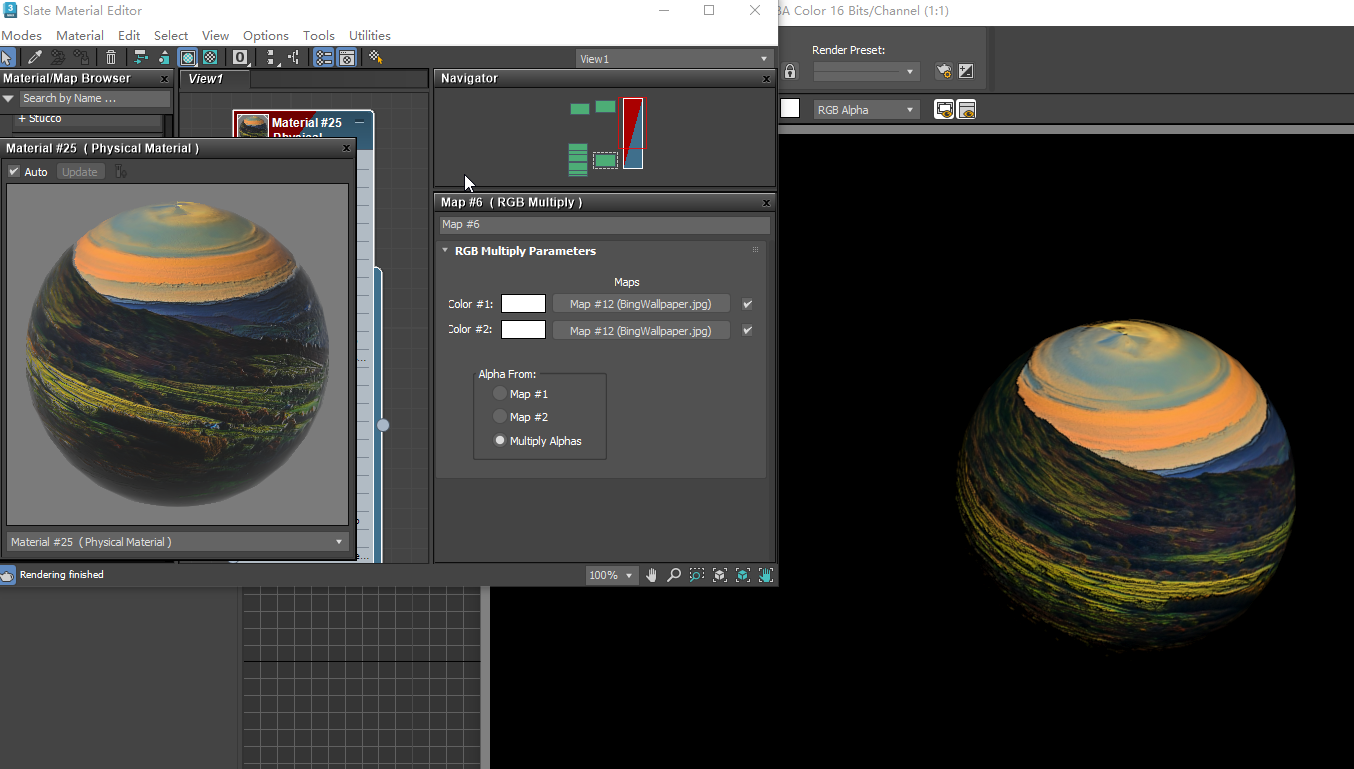 Slate Material Editor
BA Color 16 Bits/Channel (1:1)
Modes Material Edit Select View Options Tools Utilities
Render Preset:
View1
Material/Map Browser
View1
Navigator
Search by Name ...
+ Stucco
RGB Alpha
Material #25
Material #25 ( Physical Material )
Auto
Update
Map #6 ( RGB Multiply )
Map #6
RGB Multiply Parameters
Maps
Color #1:
Map #12 (BingWallpaper.jpg)
Color #2:
Map #12 (BingWallpaper.jpg)
Alpha From:
Map #1
Map #2
Multiply Alphas
Material #25 ( Physical Material )
Rendering finished
100%